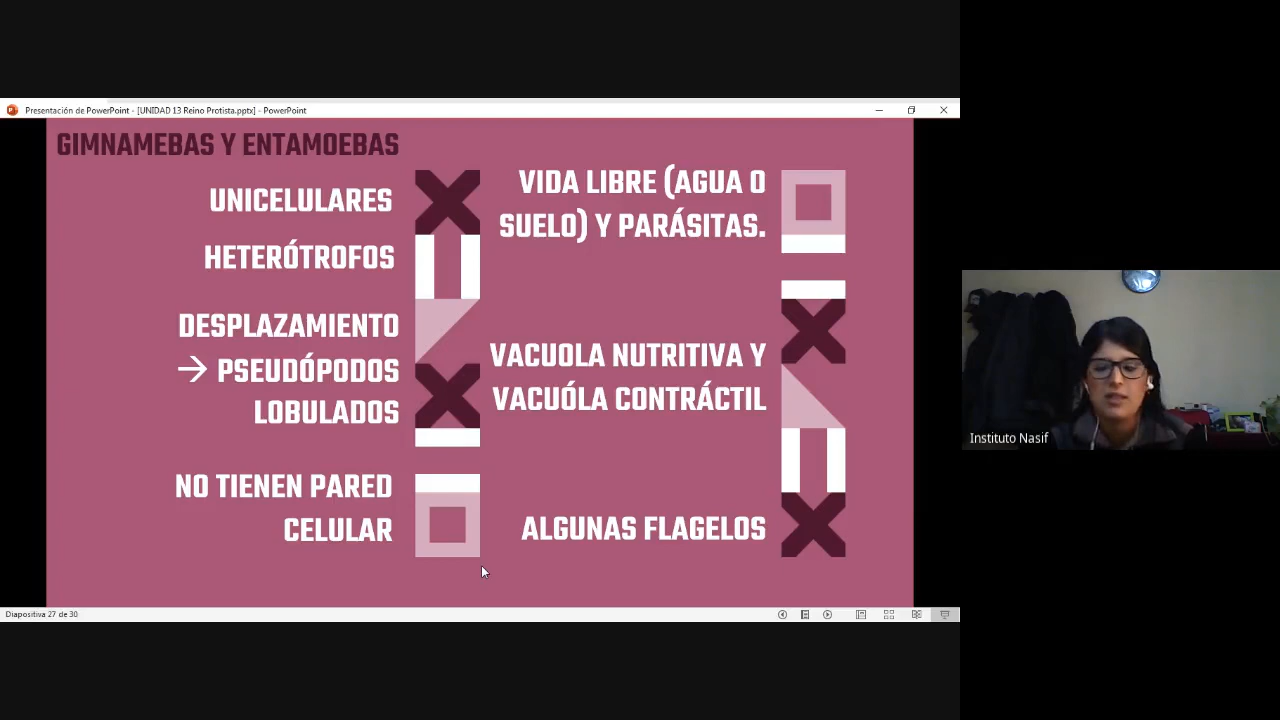 Presentación de PowerPoint - [UNIDAD 13 Reino Protista.pptx] - PowerPoint
GIMNAMEBAS Y ENTAMOEBAS
UNICELULARES
HETERÓTROFOS
DESPLAZAMIENTO
→ PSEUDÓPODOS
LOBULADOS
NO TIENEN PARED
CELULAR
VIDA LIBRE (AGUA O
SUELO) Y PARÁSITAS.
VACUOLA NUTRITIVA Y
VACUÓLA CONTRÁCTIL
ALGUNAS FLAGELOS
Diapositiva 27 de 30
Instituto Nasif